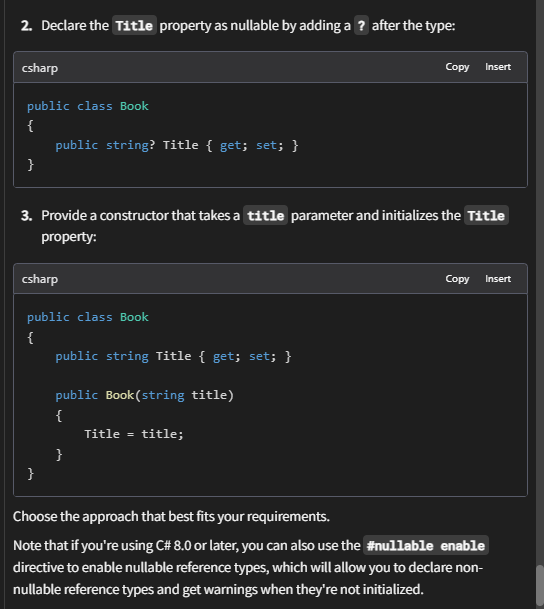 2. Declare the Title property as nullable by adding a ? after the type:
csharp Copy Insert
public class Book
{
    public string? Title { get; set; }
}
3. Provide a constructor that takes a title parameter and initializes the Title
property:
csharp Copy Insert
public class Book
{
    public string Title { get; set; }
    public Book(string title)
    {
        Title = title;
    }
}
Choose the approach that best fits your requirements.
Note that if you're using C# 8.0 or later, you can also use the #nullable enable
directive to enable nullable reference types, which will allow you to declare non-
nullable reference types and get warnings when they're not initialized.